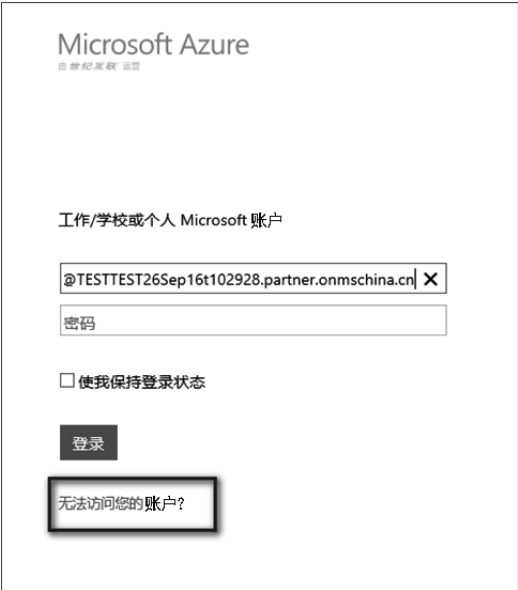 Microsoft Azure
由 世纪互联 运营
工作/学校或个人 Microsoft 账户
@TESTTEST26Sep16t102928.partner.onmschina.cn
密码
使我保持登录状态
登录
无法访问您的账户?